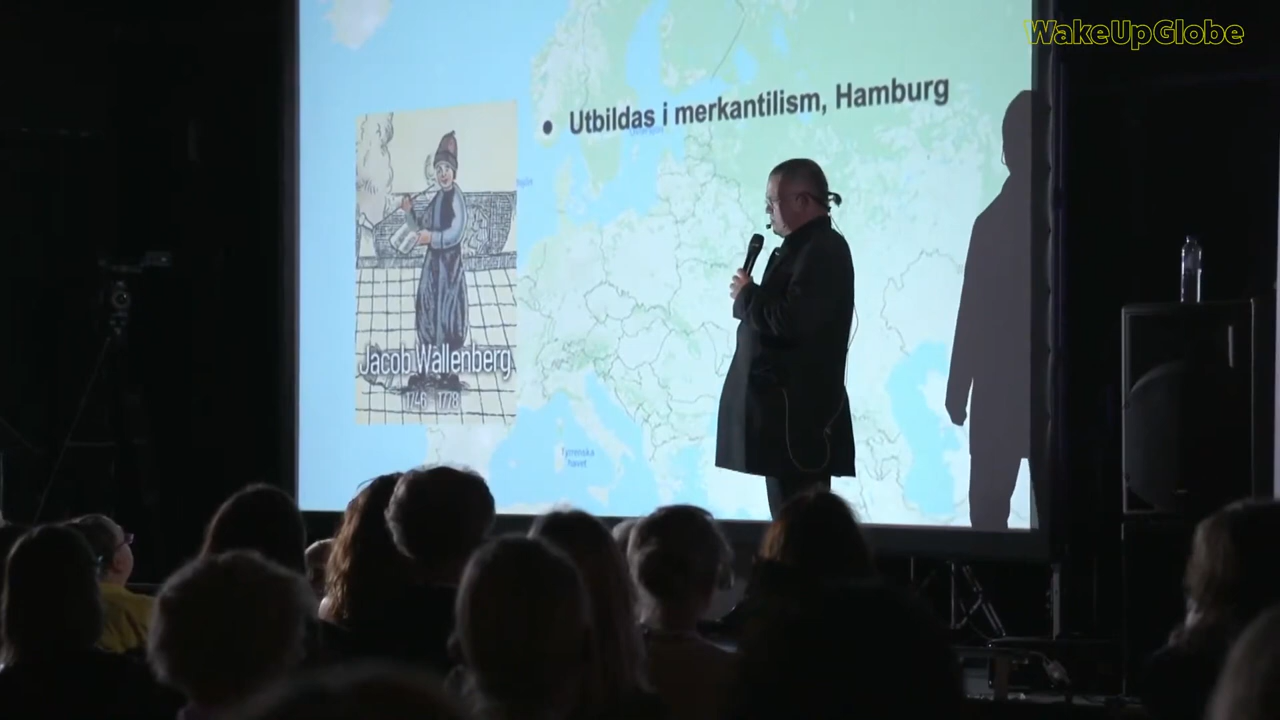 WakeUpGlobe
• Utbildas i merkantilism, Hamburg
Jacob Wallenberg
1746 - 1778
Tyrrenska
havet